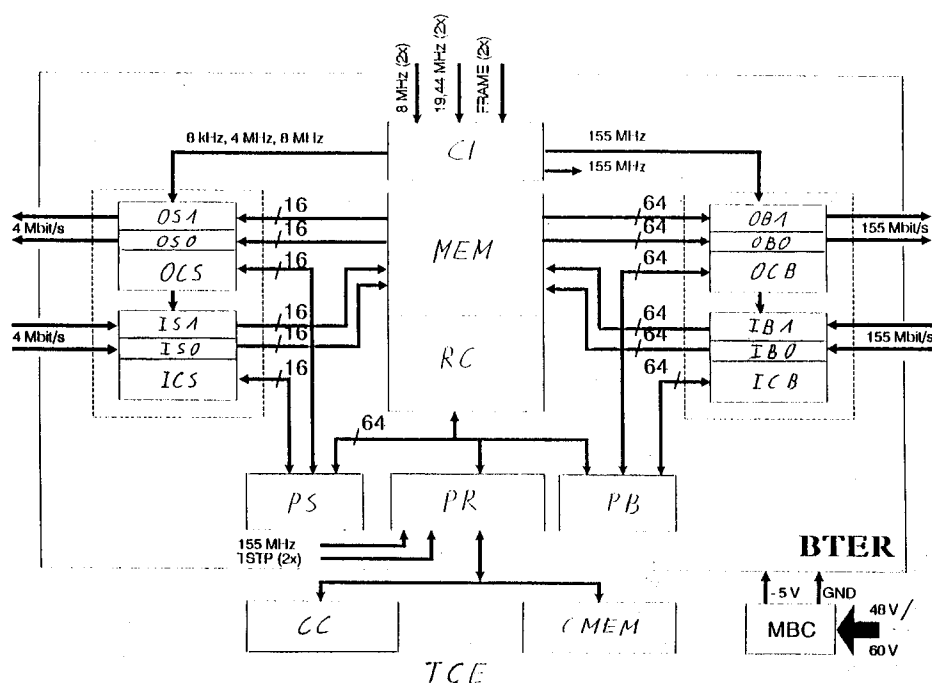 8 MHz (2x)
19,44 MHz (2x)
FRAME (2x)
8 kHz, 4 MHz, 8 MHz
CI
155 MHz
155 MHz
16
64
OS1
MEM
OB1
4 Mbit/s
OS0
16
64
OB0
155 Mbit/s
OCS
16
64
OCB
IS1
16
64
IB1
4 Mbit/s
IS0
16
RC
64
IB0
155 Mbit/s
ICS
16
64
ICB
64
PS
PR
PB
155 MHz
TSTP (2x)
BTER
- 5 V
GND
CC
CMEM
MBC
48 V /
60 V
TCE